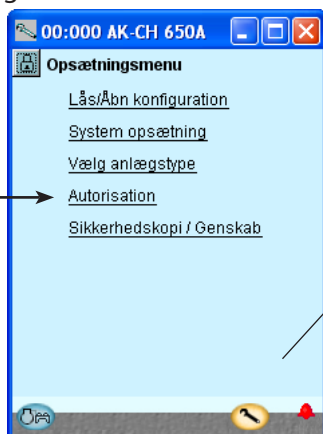 00:000 AK-CH 650A
Opsætningsmenu
Lås/Åbn konfiguration
System opsætning
Vælg anlægstype
Autorisation
Sikkerhedskopi / Genskab